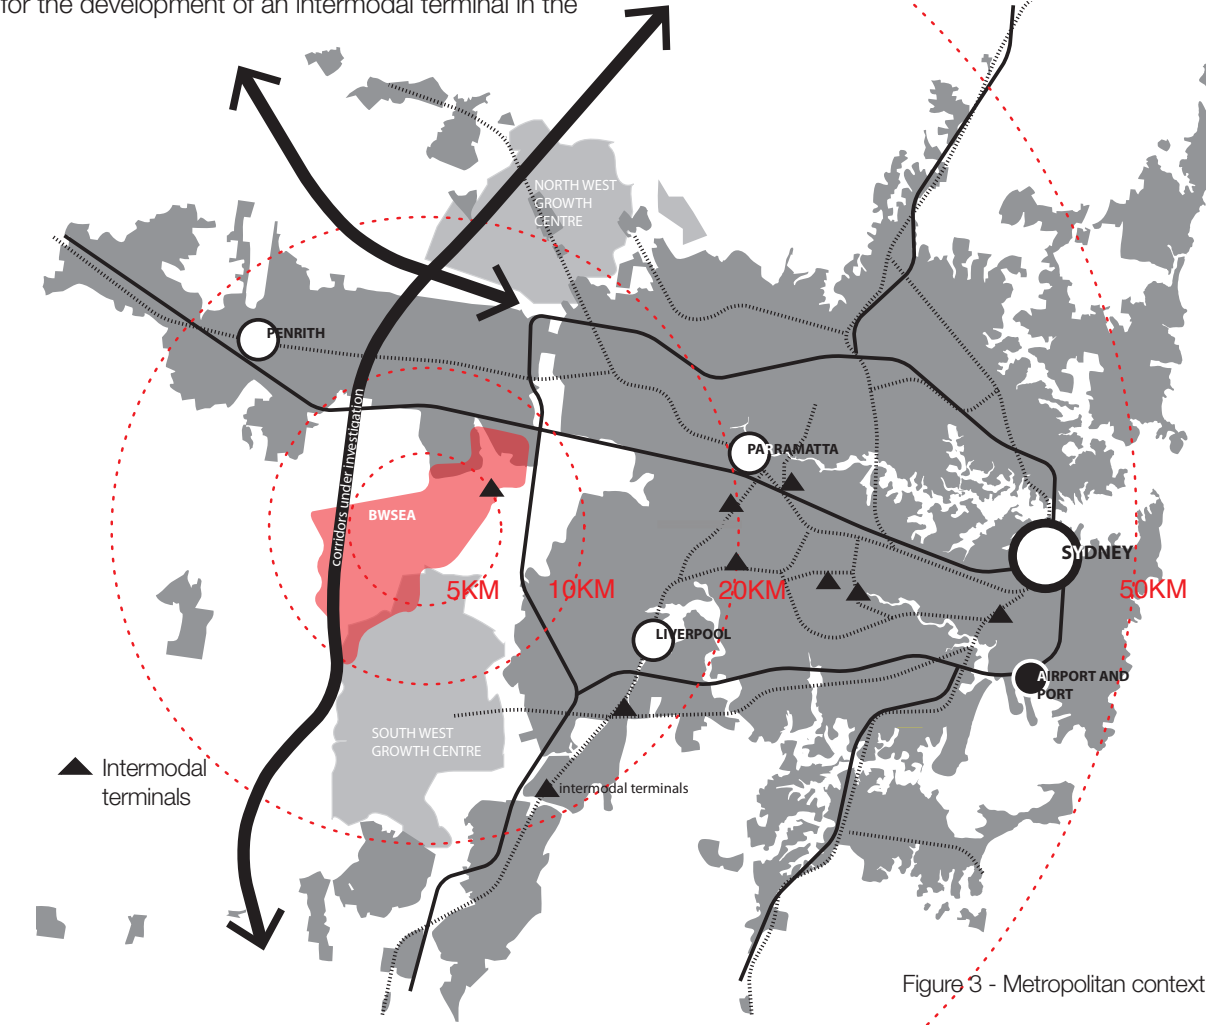 for the development of an intermodal terminal in the
NORTH WEST
GROWTH
CENTRE
PENRITH
corridors under investigation
PARRAMATTA
BWSEA
SYDNEY
5KM
10KM
20KM
50KM
LIVERPOOL
AIRPORT AND
PORT
SOUTH WEST
GROWTH CENTRE
Intermodal
terminals
intermodal terminals
Figure 3 - Metropolitan context